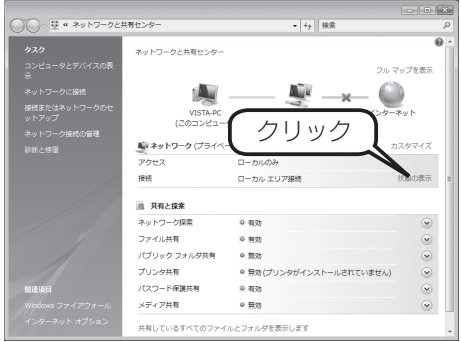 « ネットワークと共有センター
検索
タスク
コンピュータとデバイスの表
示
ネットワークに接続
接続またはネットワークのセ
ットアップ
ネットワーク接続の管理
診断と修復
関連項目
Windows ファイアウォール
インターネット オプション
ネットワークと共有センター
フル マップを表示
VISTA-PC
(このコンピュー
インターネット
クリック
ネットワーク (プライベー
カスタマイズ
アクセス ローカルのみ
接続 ローカル エリア接続 状態の表示
共有と探索
ネットワーク探索 有効
ファイル共有 有効
パブリック フォルダ共有 無効
プリンタ共有 無効 (プリンタがインストールされていません)
パスワード保護共有 有効
メディア共有 無効
共有しているすべてのファイルとフォルダを表示します